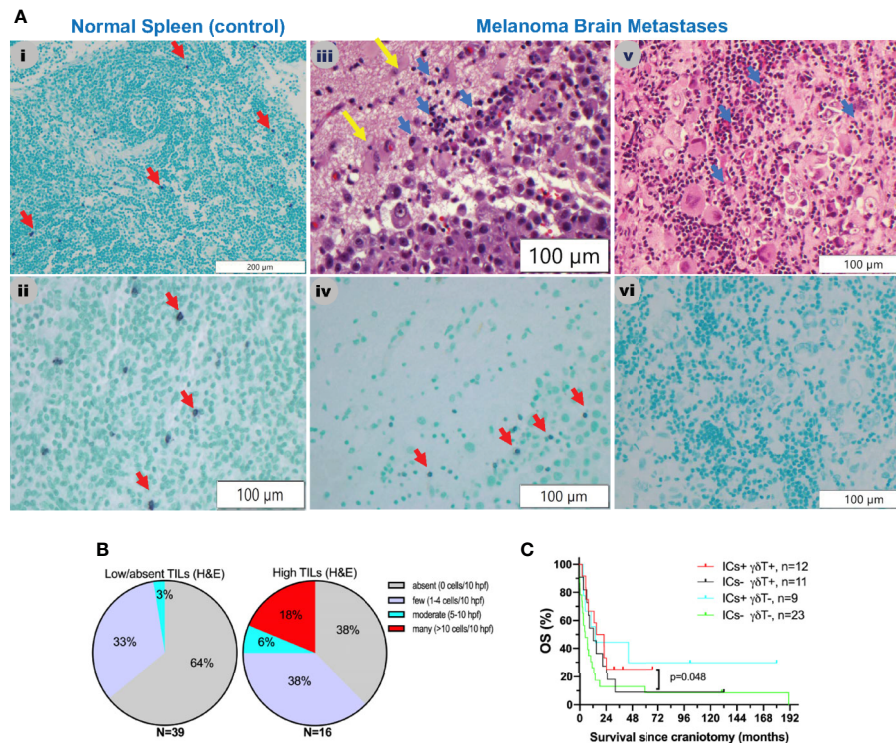 A
Normal Spleen (control)
Melanoma Brain Metastases
i
iii
v
200 µm
100 µm
100 µm
ii
iv
vi
100 µm
100 µm
100 µm
B
Low/absent TILs (H&E)
High TILs (H&E)
3%
33%
64%
18%
6%
38%
38%
absent (0 cells/10 hpf)
few (1-4 cells/10 hpf)
moderate (5-10 hpf)
many (>10 cells/10 hpf)
N=39
N=16
C
100
80
60
40
20
0
OS (%)
ICs+ γδT+, n=12
ICs- γδT+, n=11
ICs+ γδT-, n=9
ICs- γδT-, n=23
p=0.048
0 24 48 72 96 120 144 168 192
Survival since craniotomy (months)